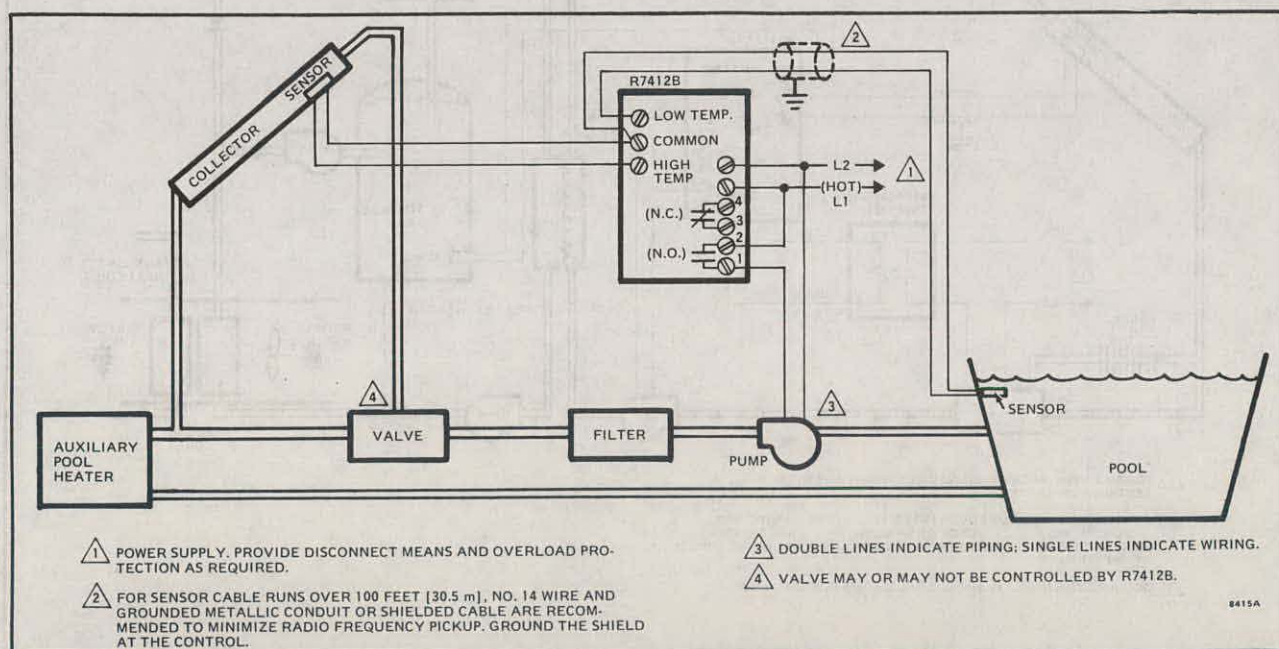 SENSOR
COLLECTOR
R7412B
LOW TEMP.
COMMON
HIGH
TEMP
L2
(HOT)
L1
(N.C.)
4
3
(N.O.)
2
1
2
1
4
3
AUXILIARY
POOL
HEATER
VALVE
FILTER
PUMP
SENSOR
POOL
1 POWER SUPPLY. PROVIDE DISCONNECT MEANS AND OVERLOAD PRO-
TECTION AS REQUIRED.
2 FOR SENSOR CABLE RUNS OVER 100 FEET [30.5 m], NO. 14 WIRE AND
GROUNDED METALLIC CONDUIT OR SHIELDED CABLE ARE RECOM-
MENDED TO MINIMIZE RADIO FREQUENCY PICKUP. GROUND THE SHIELD
AT THE CONTROL.
3 DOUBLE LINES INDICATE PIPING; SINGLE LINES INDICATE WIRING.
4 VALVE MAY OR MAY NOT BE CONTROLLED BY R7412B.
8415A